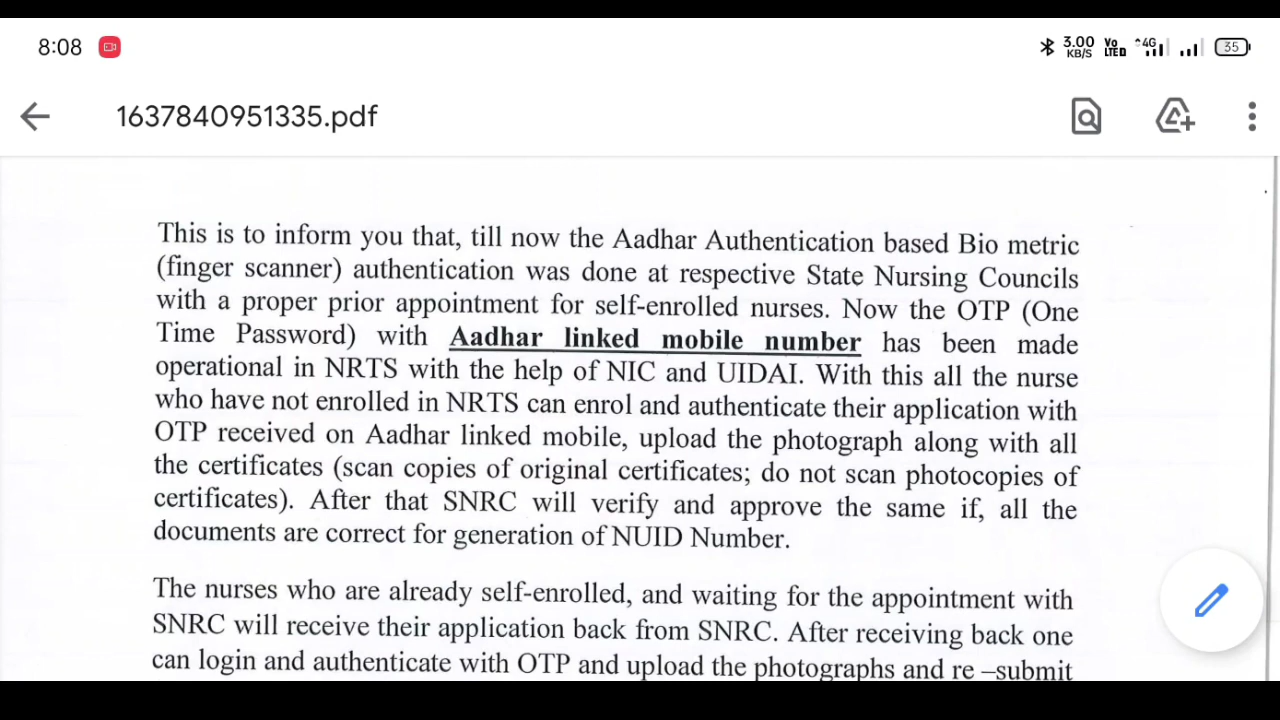 8:08
3.00 KB/S Vo LTE 4G 35
1637840951335.pdf
This is to inform you that, till now the Aadhar Authentication based Bio metric
(finger scanner) authentication was done at respective State Nursing Councils
with a proper prior appointment for self-enrolled nurses. Now the OTP (One
Time Password) with Aadhar linked mobile number has been made
operational in NRTS with the help of NIC and UIDAI. With this all the nurse
who have not enrolled in NRTS can enrol and authenticate their application with
OTP received on Aadhar linked mobile, upload the photograph along with all
the certificates (scan copies of original certificates; do not scan photocopies of
certificates). After that SNRC will verify and approve the same if, all the
documents are correct for generation of NUID Number.
The nurses who are already self-enrolled, and waiting for the appointment with
SNRC will receive their application back from SNRC. After receiving back one
can login and authenticate with OTP and upload the photographs and re –submit